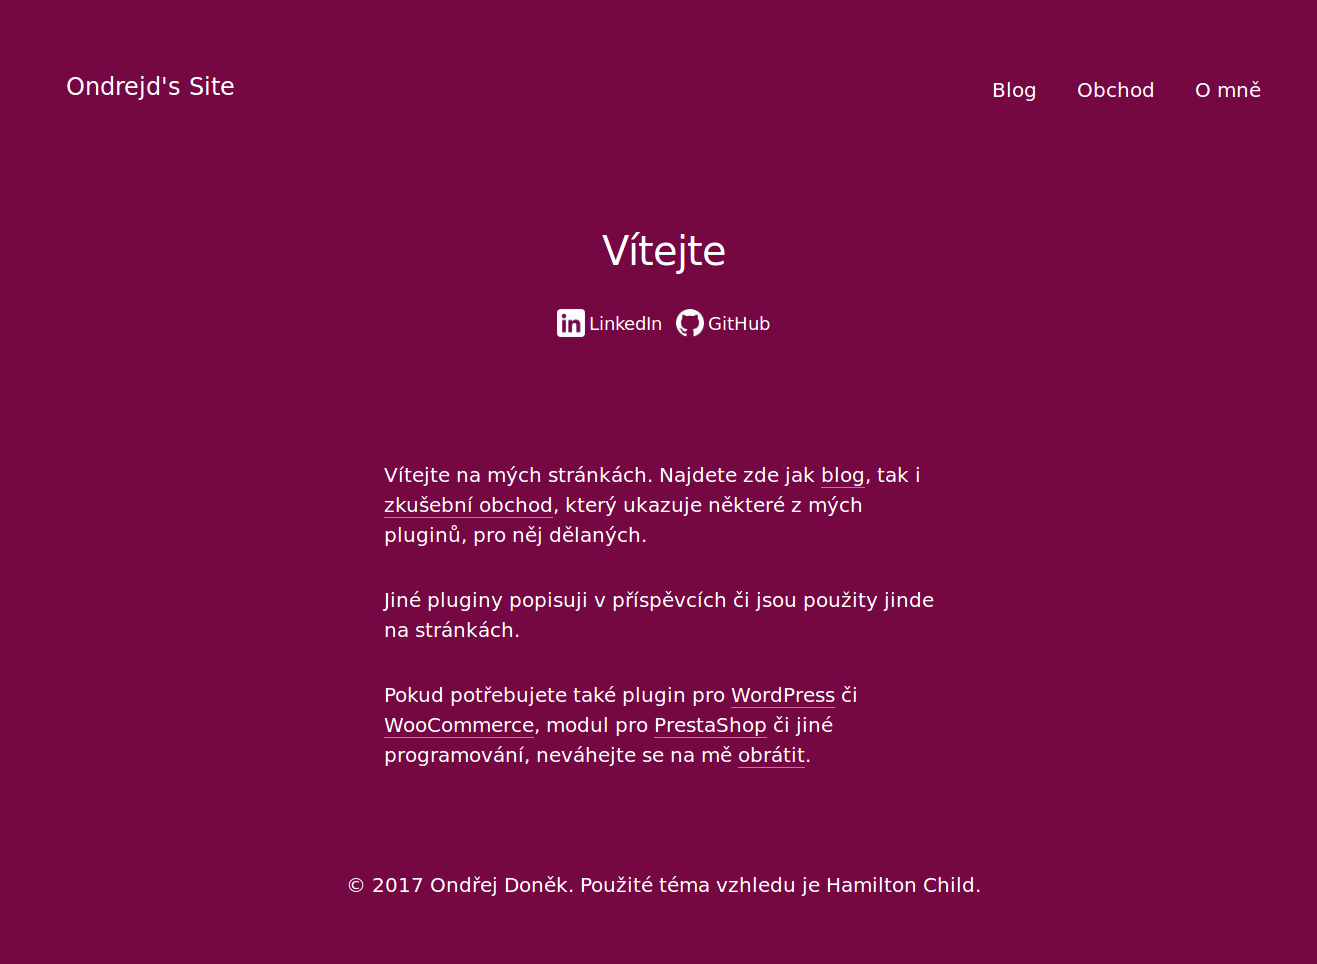 Ondrejd's Site
Blog Obchod O mně
Vítejte
LinkedIn GitHub
Vítejte na mých stránkách. Najdete zde jak blog, tak i
zkušební obchod, který ukazuje některé z mých
pluginů, pro něj dělaných.
Jiné pluginy popisuji v příspěvcích či jsou použity jinde
na stránkách.
Pokud potřebujete také plugin pro WordPress či
WooCommerce, modul pro PrestaShop či jiné
programování, neváhejte se na mě obrátit.
© 2017 Ondřej Doněk. Použité téma vzhledu je Hamilton Child.